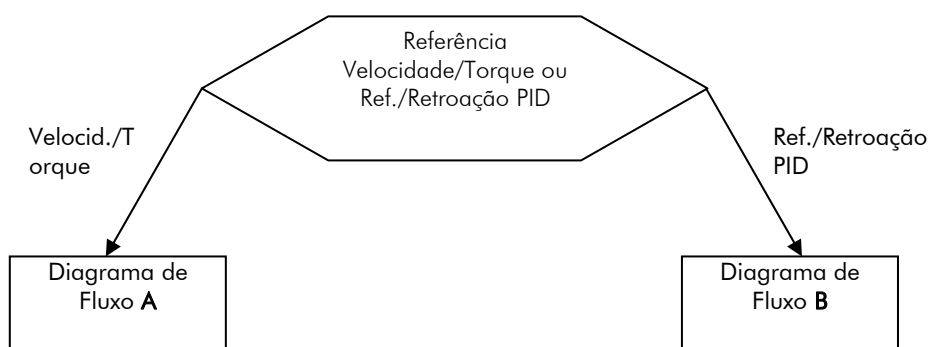 Referência
Velocidade/Torque ou
Ref./Retroação PID
Velocid./T
orque
Ref./Retroação
PID
Diagrama de
Fluxo A
Diagrama de
Fluxo B